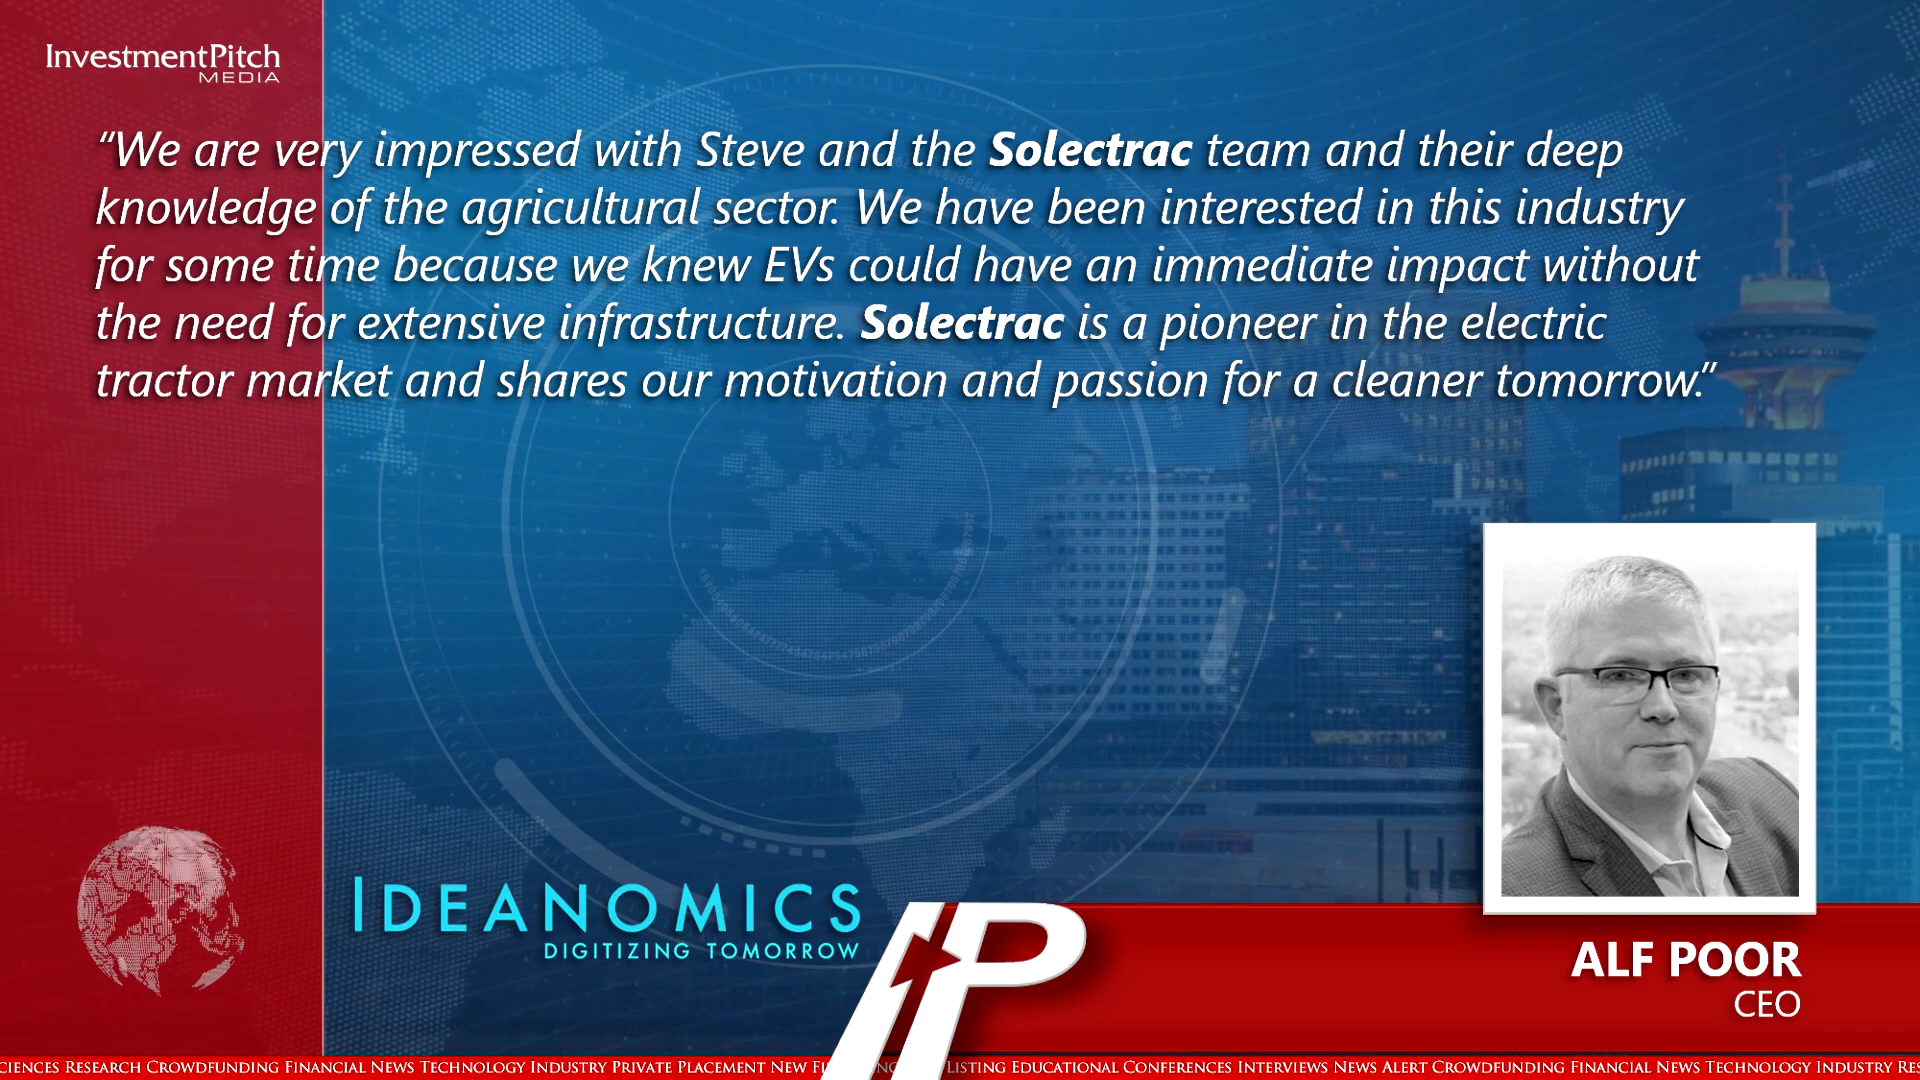 InvestmentPitch
MEDIA
“We are very impressed with Steve and the Solectrac team and their deep
knowledge of the agricultural sector. We have been interested in this industry
for some time because we knew EVs could have an immediate impact without
the need for extensive infrastructure. Solectrac is a pioneer in the electric
tractor market and shares our motivation and passion for a cleaner tomorrow.”
IDEANOMICS
DIGITIZING TOMORROW
IP
ALF POOR
CEO
CIENCES RESEARCH CROWDFUNDING FINANCIAL NEWS TECHNOLOGY INDUSTRY PRIVATE PLACEMENT NEW LISTING EDUCATIONAL CONFERENCES INTERVIEWS NEWS ALERT CROWDFUNDING FINANCIAL NEWS TECHNOLOGY INDUSTRY RES